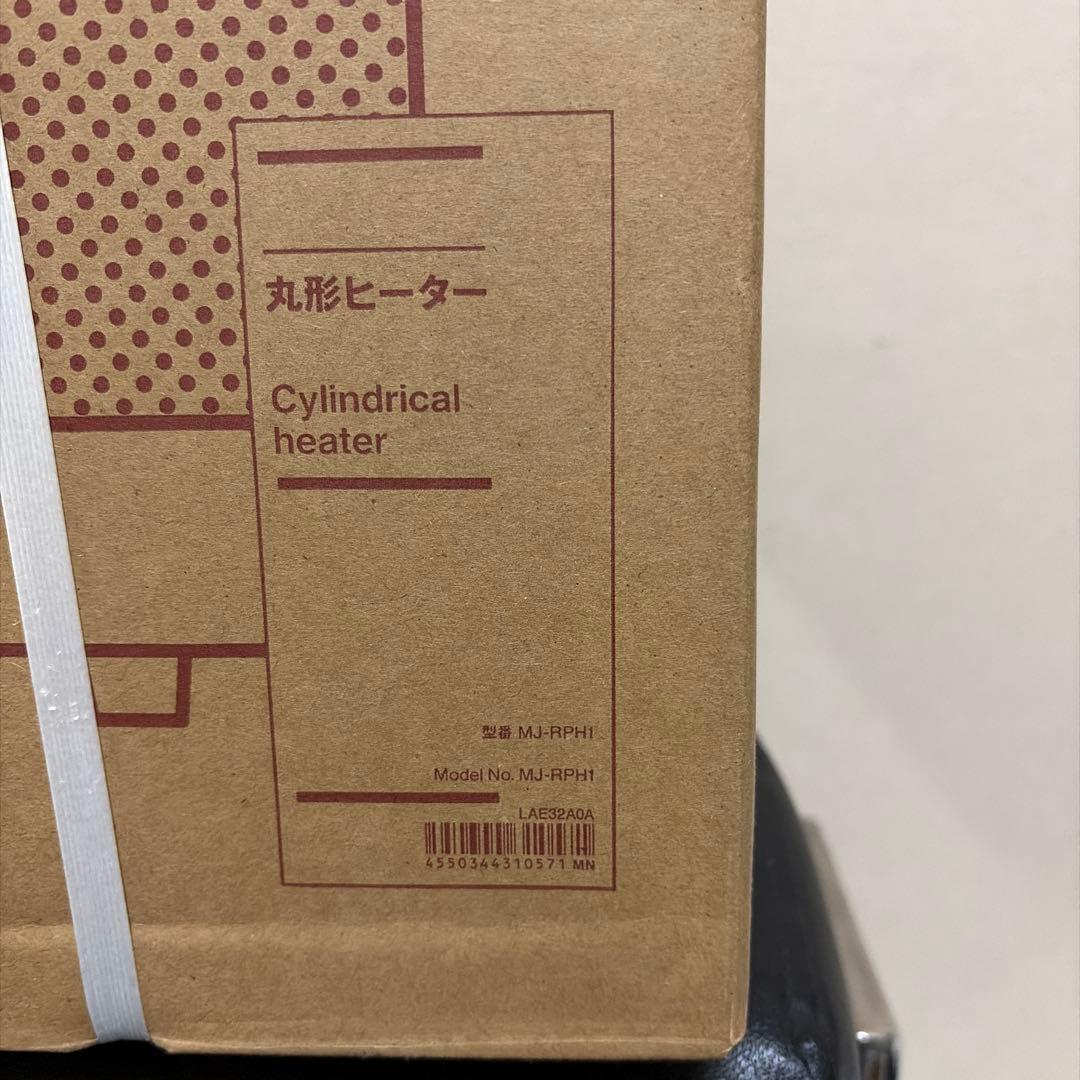 丸形ヒーター
Cylindrical
heater
型番 MJ-RPH1
Model No. MJ-RPH1
LAE32A0A
4550344310571 MN